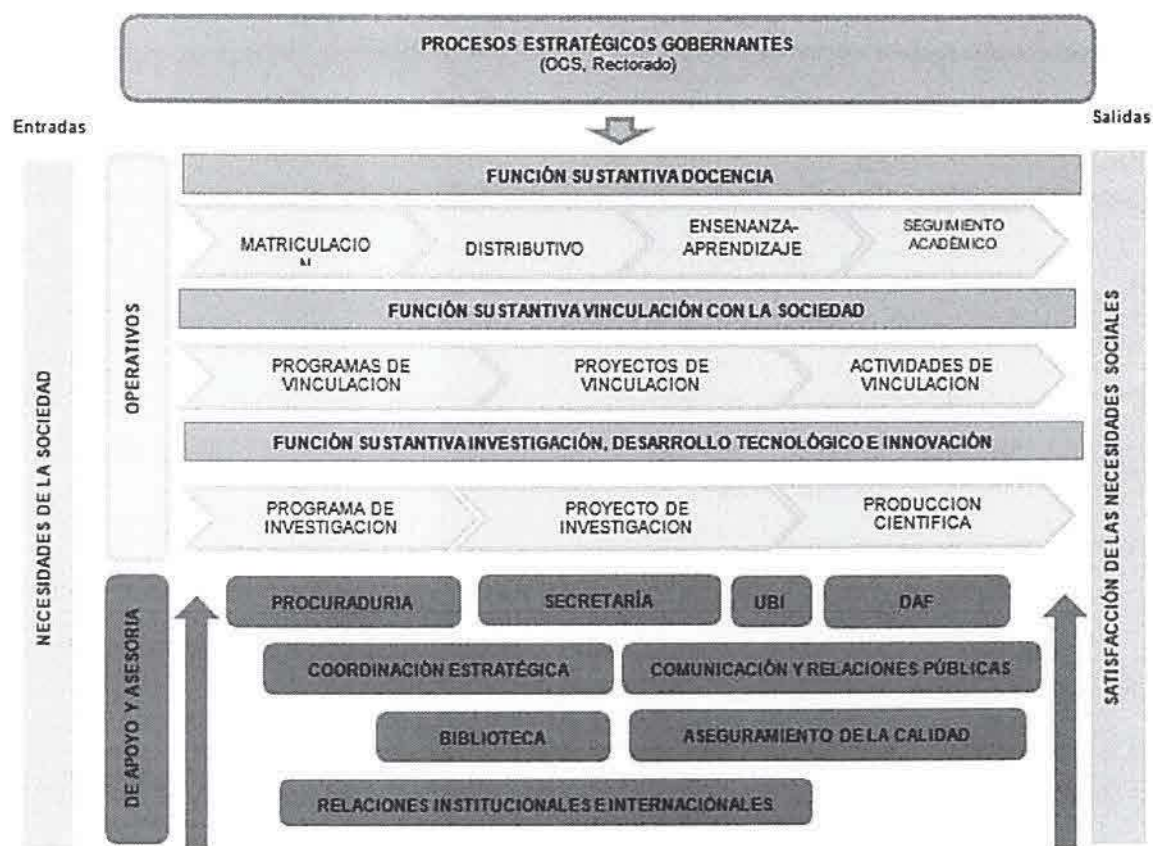 PROCESOS ESTRATÉGICOS GOBERNANTES
(OCS, Rectorado)
Entradas
Salidas
NECESIDADES DE LA SOCIEDAD
OPERATIVOS
FUNCIÓN SUSTANTIVA DOCENCIA
MATRICULACIO
N
DISTRIBUTIVO
ENSENANZA-
APRENDIZAJE
SEGUIMIENTO
ACADÉMICO
FUNCIÓN SUSTANTIVA VINCULACIÓN CON LA SOCIEDAD
PROGRAMAS DE
VINCULACION
PROYECTOS DE
VINCULACION
ACTIVIDADES DE
VINCULACION
FUNCIÓN SUSTANTIVA INVESTIGACIÓN, DESARROLLO TECNOLÓGICO E INNOVACIÓN
PROGRAMA DE
INVESTIGACION
PROYECTO DE
INVESTIGACION
PRODUCCION
CIENTIFICA
DE APOYO Y ASESORIA
PROCURADURIA
SECRETARÍA
UBI
DAF
COORDINACIÓN ESTRATÉGICA
COMUNICACIÓN Y RELACIONES PÚBLICAS
BIBLIOTECA
ASEGURAMIENTO DE LA CALIDAD
RELACIONES INSTITUCIONALES E INTERNACIONALES
SATISFACCIÓN DE LAS NECESIDADES SOCIALES